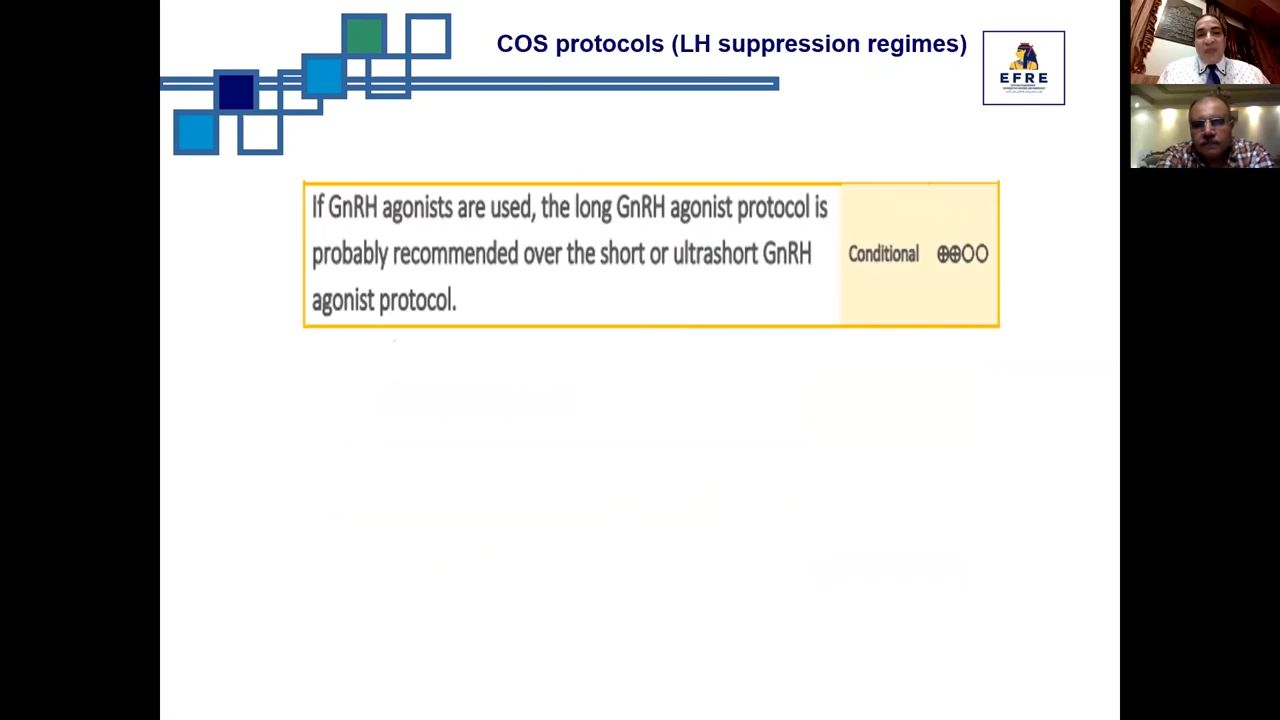 COS protocols (LH suppression regimes)
EFRE
If GnRH agonists are used, the long GnRH agonist protocol is
probably recommended over the short or ultrashort GnRH
agonist protocol.
Conditional ⊕⊕○○